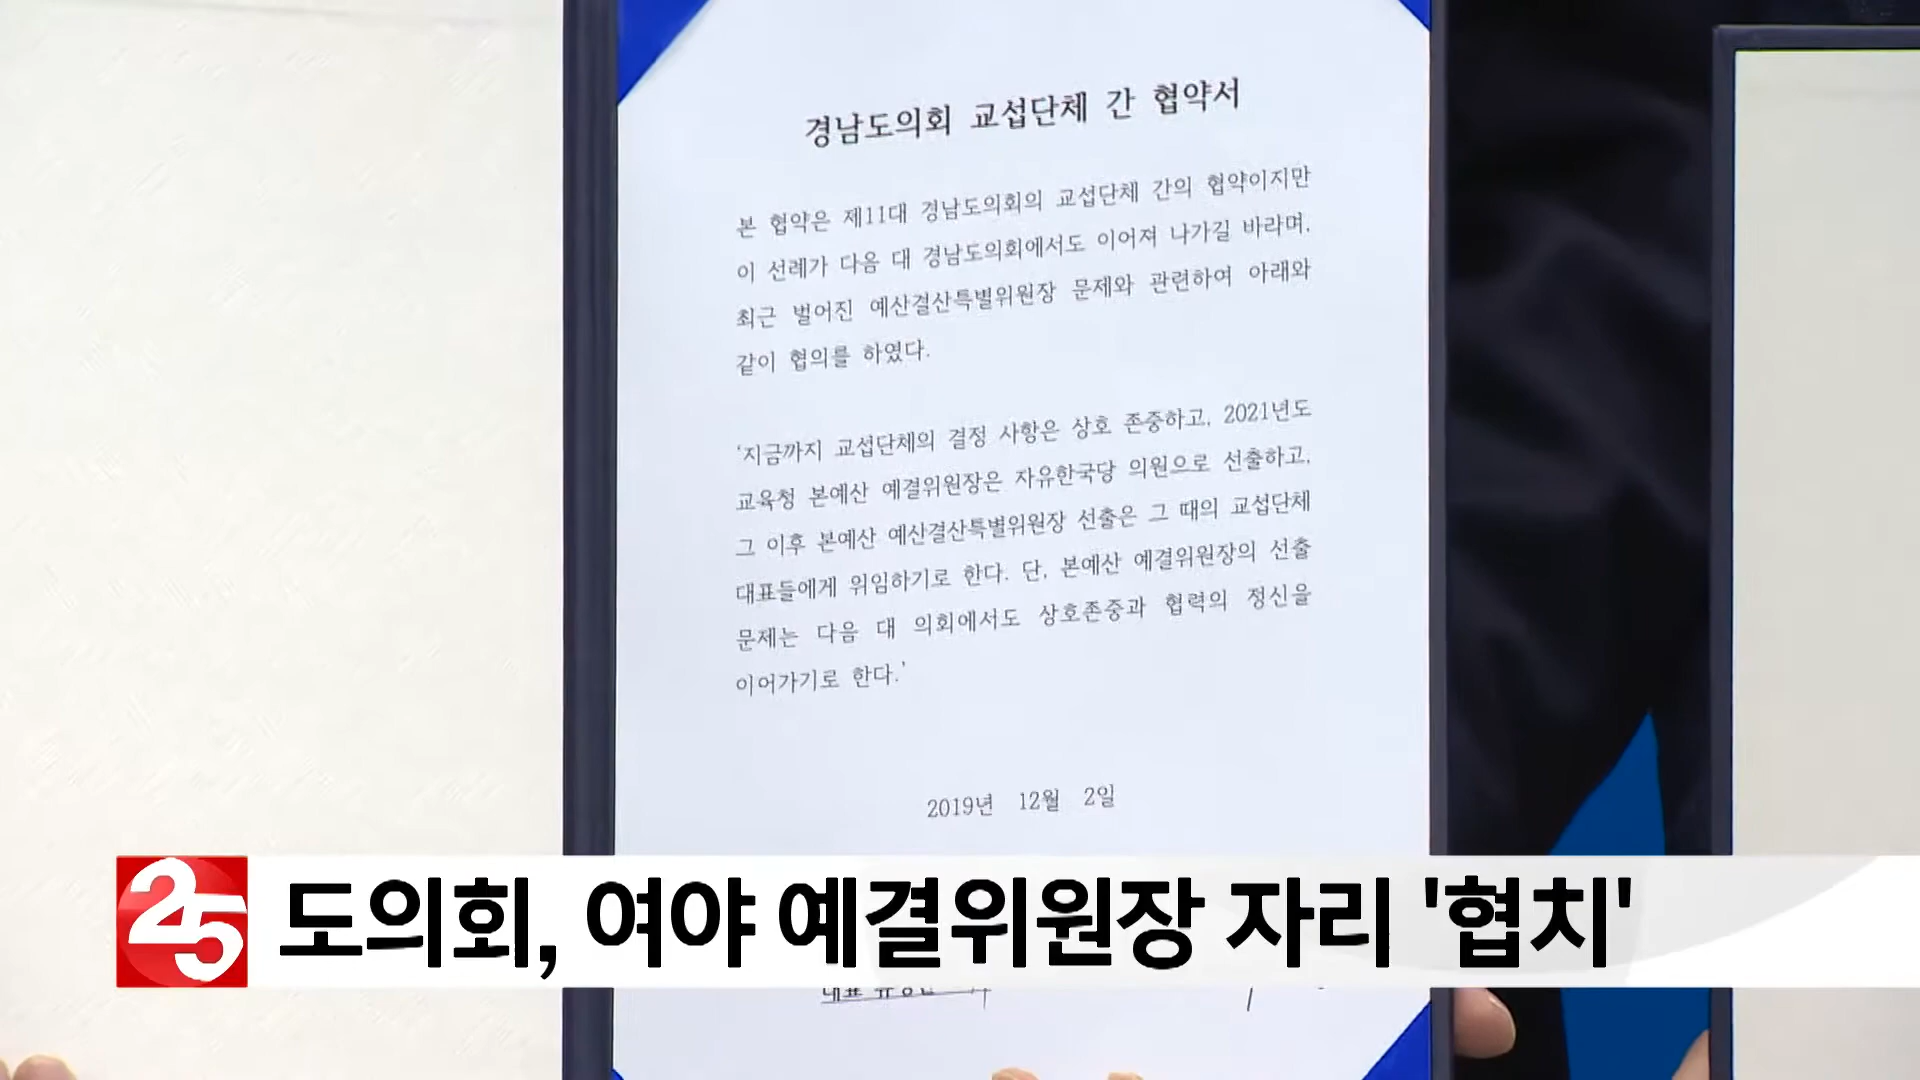 경남도의회 교섭단체 간 협약서
본 협약은 제11대 경남도의회의 교섭단체 간의 협약이지만
이 선례가 다음 대 경남도의회에서도 이어져 나가길 바라며,
최근 벌어진 예산결산특별위원장 문제와 관련하여 아래와
같이 협의를 하였다.
'지금까지 교섭단체의 결정 사항은 상호 존중하고, 2021년도
교육청 본예산 예결위원장은 자유한국당 의원으로 선출하고,
그 이후 본예산 예산결산특별위원장 선출은 그 때의 교섭단체
대표들에게 위임하기로 한다. 단, 본예산 예결위원장의 선출
문제는 다음 대 의회에서도 상호존중과 협력의 정신을
이어가기로 한다.'
2019년 12월 2일
25 도의회, 여야 예결위원장 자리 '협치'
대표